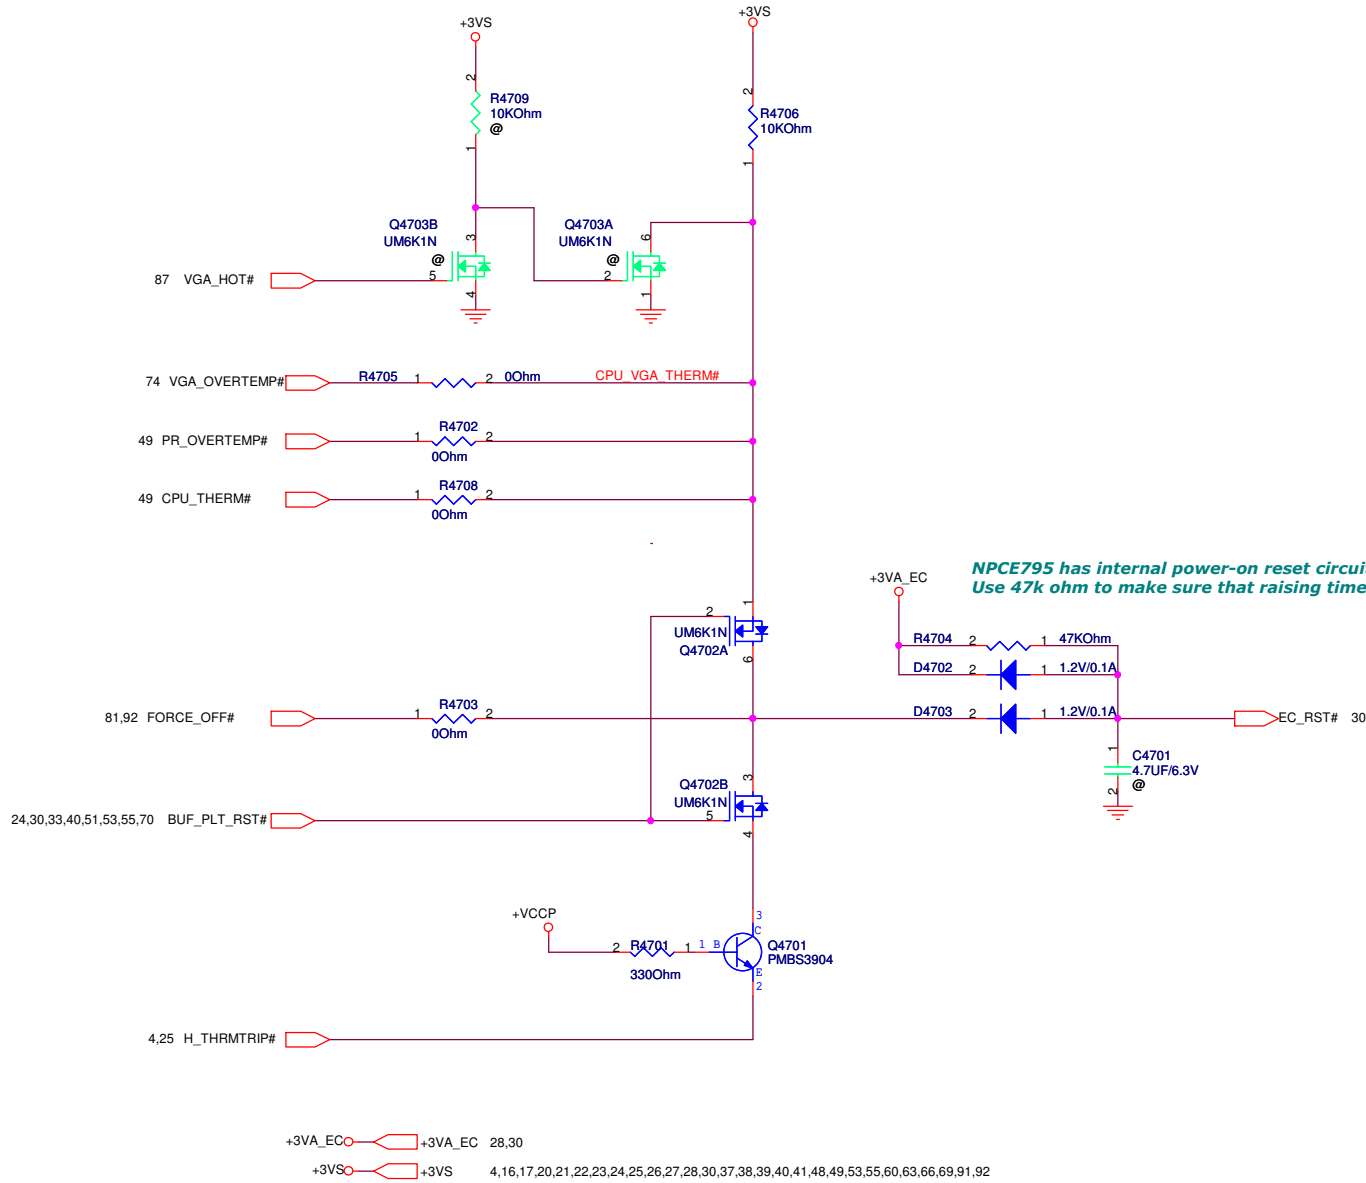 +3VS
+3VS
2
R4709
10KOhm
@
1
2
R4706
10KOhm
1
Q4703B
UM6K1N
@
3
5
4
Q4703A
UM6K1N
@
6
2
1
87 VGA_HOT#
74 VGA_OVERTEMP#
R4705 1 2 0Ohm
CPU_VGA_THERM#
49 PR_OVERTEMP#
R4702
1 2
0Ohm
49 CPU_THERM#
R4708
1 2
0Ohm
-
NPCE795 has internal power-on reset circui
Use 47k ohm to make sure that raising time
+3VA_EC
1
2
UM6K1N
Q4702A
6
R4704 2 1 47KOhm
D4702 2 1 1.2V/0.1A
81,92 FORCE_OFF#
R4703
1 2
0Ohm
D4703 2 1 1.2V/0.1A
EC_RST# 30
1
C4701
4.7UF/6.3V
@
2
Q4702B
UM6K1N
3
5
4
24,30,33,40,51,53,55,70 BUF_PLT_RST#
+VCCP
2 R4701 1
330Ohm
1 B
3
C
Q4701
PMBS3904
E
2
4,25 H_THRMTRIP#
+3VA_EC +3VA_EC 28,30
+3VS +3VS 4,16,17,20,21,22,23,24,25,26,27,28,30,37,38,39,40,41,48,49,53,55,60,63,66,69,91,92